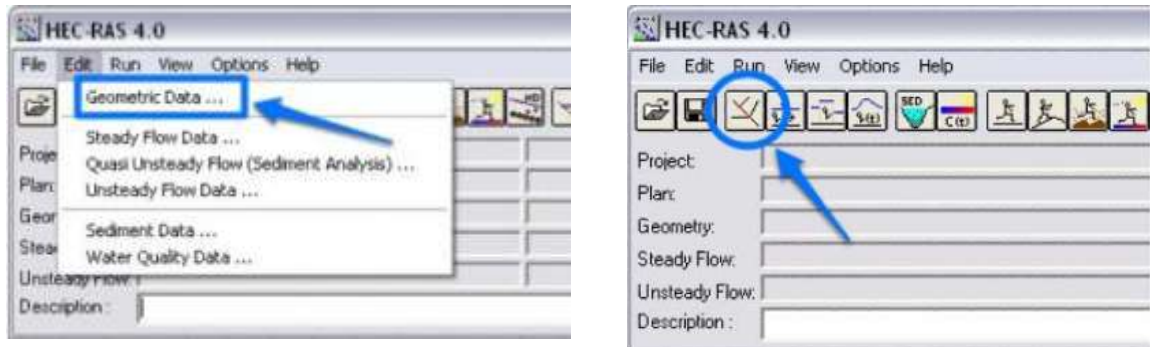 HEC-RAS 4.0
File Edit Run View Options Help
Geometric Data ...
Steady Flow Data ...
Quasi Unsteady Flow (Sediment Analysis) ...
Unsteady Flow Data ...
Sediment Data ...
Water Quality Data ...
Proje
Plan:
Geor
Stea
Unsteady Flow:
Description :
HEC-RAS 4.0
File Edit Run View Options Help
SED
C(t)
Project:
Plan:
Geometry:
Steady Flow:
Unsteady Flow:
Description :